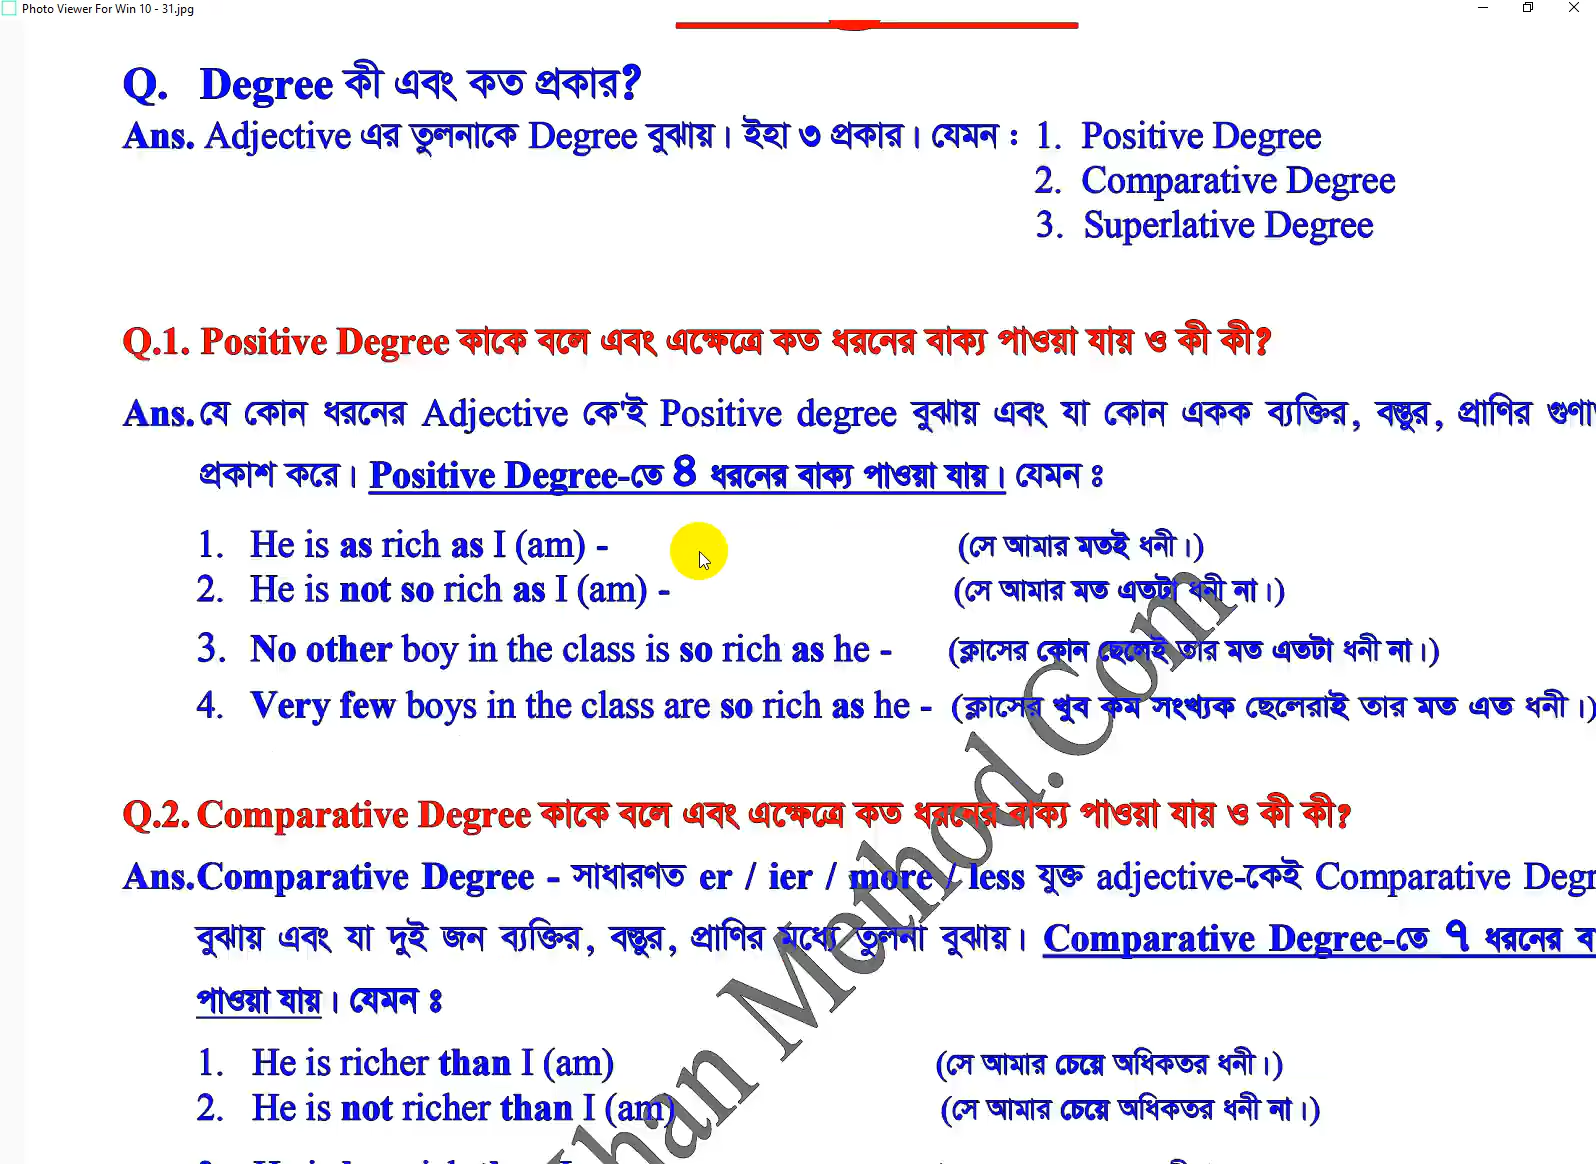 Photo Viewer For Win 10 - 31.jpg
Q. Degree কী এবং কত প্রকার?
Ans. Adjective এর তুলনাকে Degree বুঝায়। ইহা ৩ প্রকার। যেমন : 1. Positive Degree
2. Comparative Degree
3. Superlative Degree
Q.1. Positive Degree কাকে বলে এবং এক্ষেত্রে কত ধরনের বাক্য পাওয়া যায় ও কী কী?
Ans. যে কোন ধরনের Adjective কে'ই Positive degree বুঝায় এবং যা কোন একক ব্যক্তির, বস্তুর, প্রাণির
প্রকাশ করে। Positive Degree-তে 4 ধরনের বাক্য পাওয়া যায়। যেমন ঃ
1. He is as rich as I (am) - (সে আমার মতই ধনী।)
2. He is not so rich as I (am) - (সে আমার মত এতটা ধনী না।)
3. No other boy in the class is so rich as he - (ক্লাসের কোন ছেলেই তার মত এতটা ধনী না।)
4. Very few boys in the class are so rich as he - (ক্লাসের খুব কম সংখ্যক ছেলেরাই তার মত এত ধনী।)
Q.2. Comparative Degree কাকে বলে এবং এক্ষেত্রে কত ধরনের বাক্য পাওয়া যায় ও কী কী?
Ans. Comparative Degree - সাধারণত er / ier / more / less যুক্ত adjective-কেই Comparative
বুঝায় এবং যা দুই জন ব্যক্তির, বস্তুর, প্রাণির মধ্যে তুলনা বুঝায়। Comparative Degree-তে ৭ ধরনের
পাওয়া যায়। যেমন ঃ
1. He is richer than I (am) (সে আমার চেয়ে অধিকতর ধনী।)
2. He is not richer than I (am) (সে আমার চেয়ে অধিকতর ধনী না।)
Method.Com